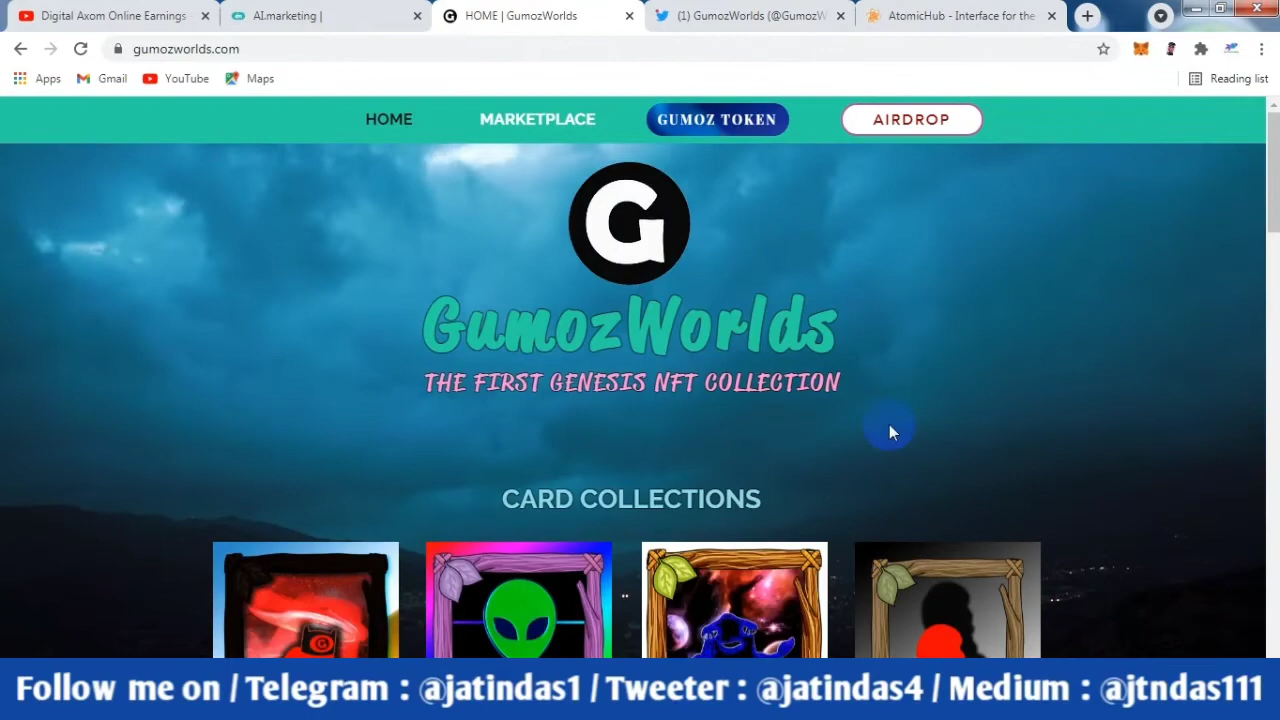 Digital Axom Online Earnings
AI.marketing |
HOME | GumozWorlds
(1) GumozWorlds (@GumozW
AtomicHub - Interface for the
gumozworlds.com
Apps
Gmail
YouTube
Maps
Reading list
HOME
MARKETPLACE
GUMOZ TOKEN
AIRDROP
G
GumozWorlds
THE FIRST GENESIS NFT COLLECTION
CARD COLLECTIONS
Follow me on / Telegram : @jatindas1 / Tweeter : @jatindas4 / Medium : @jtndas111